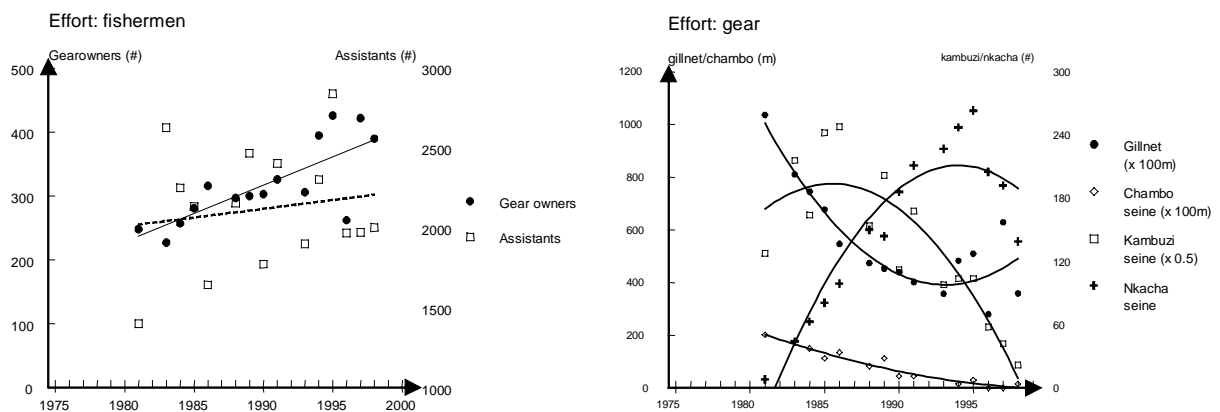 Effort: fishermen
Gearowners (#)
Assistants (#)
500
400
300
200
100
0
3000
2500
2000
1500
1000
1975
1980
1985
1990
1995
2000
Gear owners
Assistants
Effort: gear
gillnet/chambo (m)
kambuzi/nkacha (#)
1200
1000
800
600
400
200
0
300
240
180
120
60
0
1975
1980
1985
1990
1995
Gillnet
(x 100m)
Chambo
seine (x 100m)
Kambuzi
seine (x 0.5)
Nkacha
seine